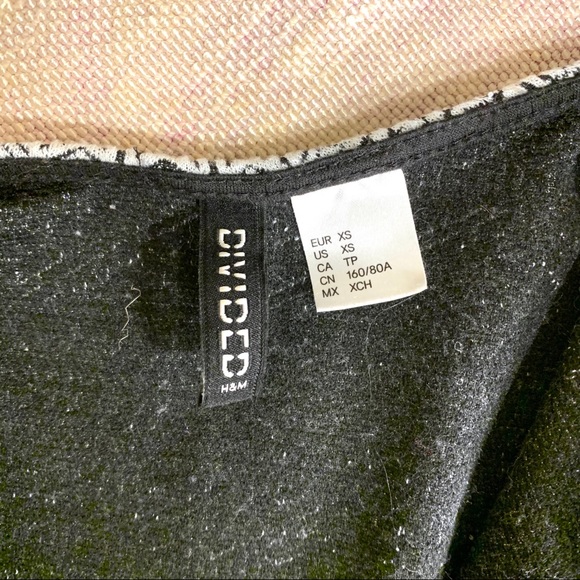 DIVIDED
H&M
EUR XS
US XS
CA TP
CN 160/80A
MX XCH